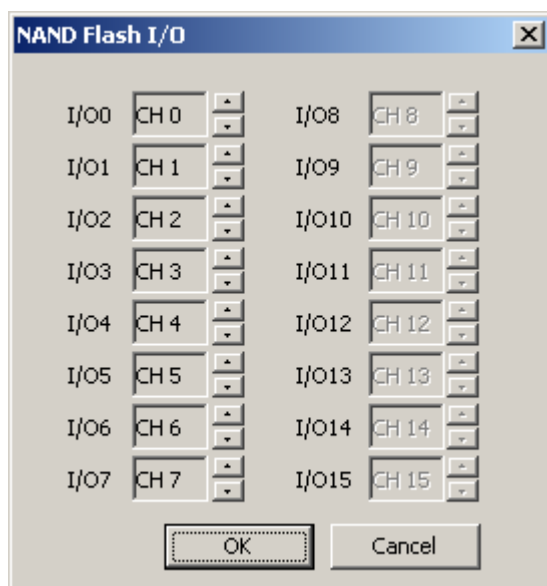 NAND Flash I/O
I/O0 CH 0 I/O8 CH 8
I/O1 CH 1 I/O9 CH 9
I/O2 CH 2 I/O10 CH 10
I/O3 CH 3 I/O11 CH 11
I/O4 CH 4 I/O12 CH 12
I/O5 CH 5 I/O13 CH 13
I/O6 CH 6 I/O14 CH 14
I/O7 CH 7 I/O15 CH 15
OK Cancel